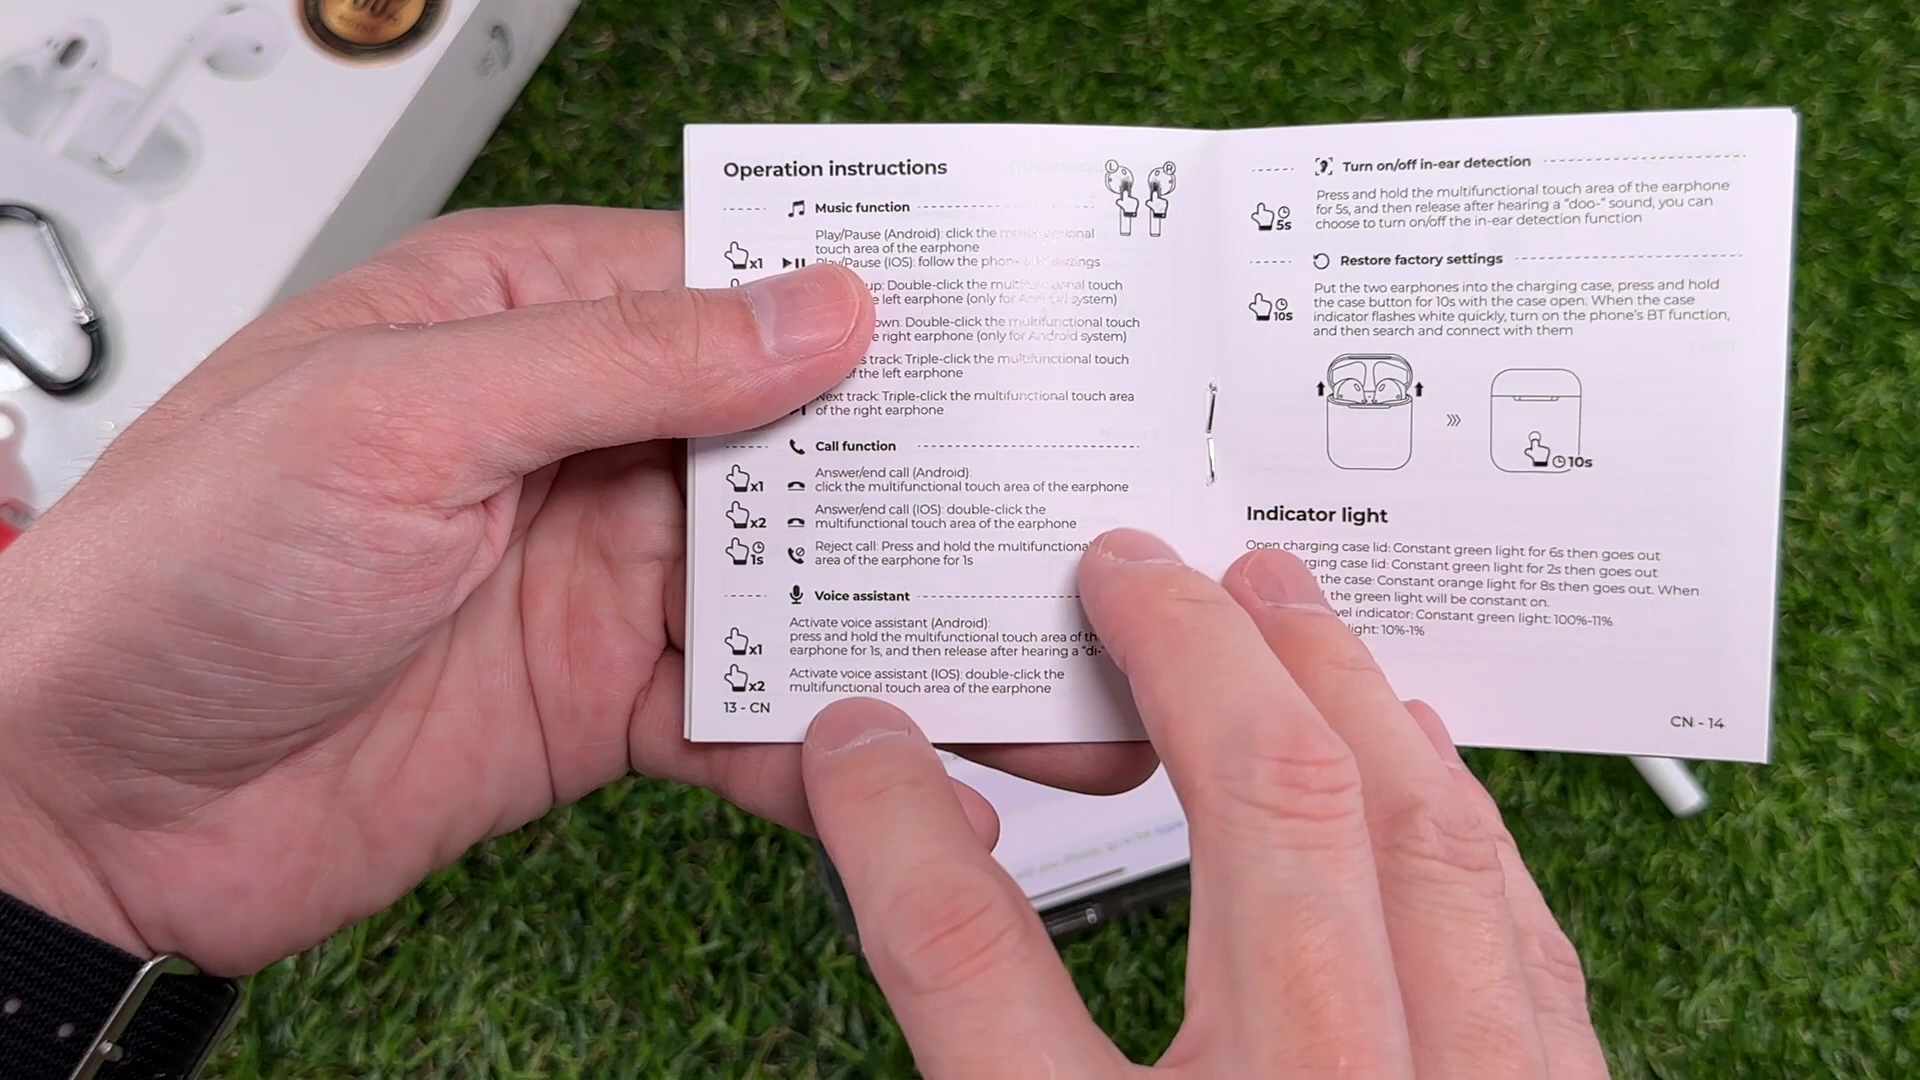 Operation instructions
L R
Music function
Play/Pause (Android): click the multifunctional
touch area of the earphone
x1 Play/Pause (IOS): follow the phone's settings
up: Double-click the multifunctional touch
left earphone (only for Android system)
Double-click the multifunctional touch
right earphone (only for Android system)
track: Triple-click the multifunctional touch
of the left earphone
Next track: Triple-click the multifunctional touch area
of the right earphone
Call function
Answer/end call (Android):
x1 click the multifunctional touch area of the earphone
Answer/end call (IOS): double-click the
x2 multifunctional touch area of the earphone
Reject call: Press and hold the multifunctional
1s area of the earphone for 1s
Voice assistant
Activate voice assistant (Android):
press and hold the multifunctional touch area of
x1 earphone for 1s, and then release after hearing a "di-"
Activate voice assistant (IOS): double-click the
x2 multifunctional touch area of the earphone
13 - CN
Turn on/off in-ear detection
Press and hold the multifunctional touch area of the earphone
for 5s, and then release after hearing a "doo-" sound, you can
5s choose to turn on/off the in-ear detection function
Restore factory settings
Put the two earphones into the charging case, press and hold
the case button for 10s with the case open. When the case
10s indicator flashes white quickly, turn on the phone's BT function,
and then search and connect with them
10s
Indicator light
Open charging case lid: Constant green light for 6s then goes out
case lid: Constant green light for 2s then goes out
the case: Constant orange light for 8s then goes out. When
the green light will be constant on.
indicator: Constant green light: 100%-11%
light: 10%-1%
CN - 14